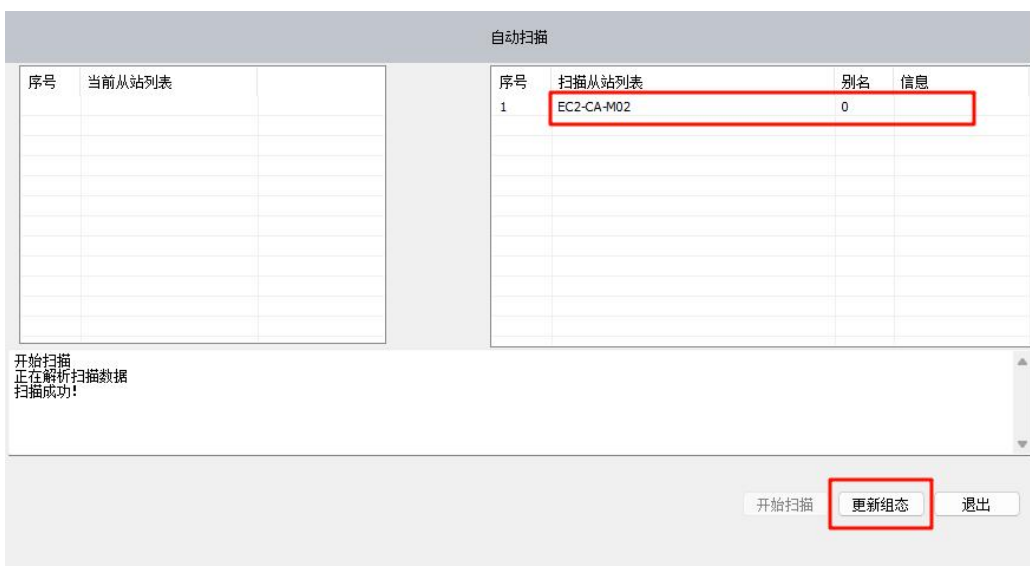 自动扫描
序号 当前从站列表
序号 扫描从站列表 别名 信息
1 EC2-CA-M02 0
开始扫描
正在解析扫描数据
扫描成功!
开始扫描 更新组态 退出